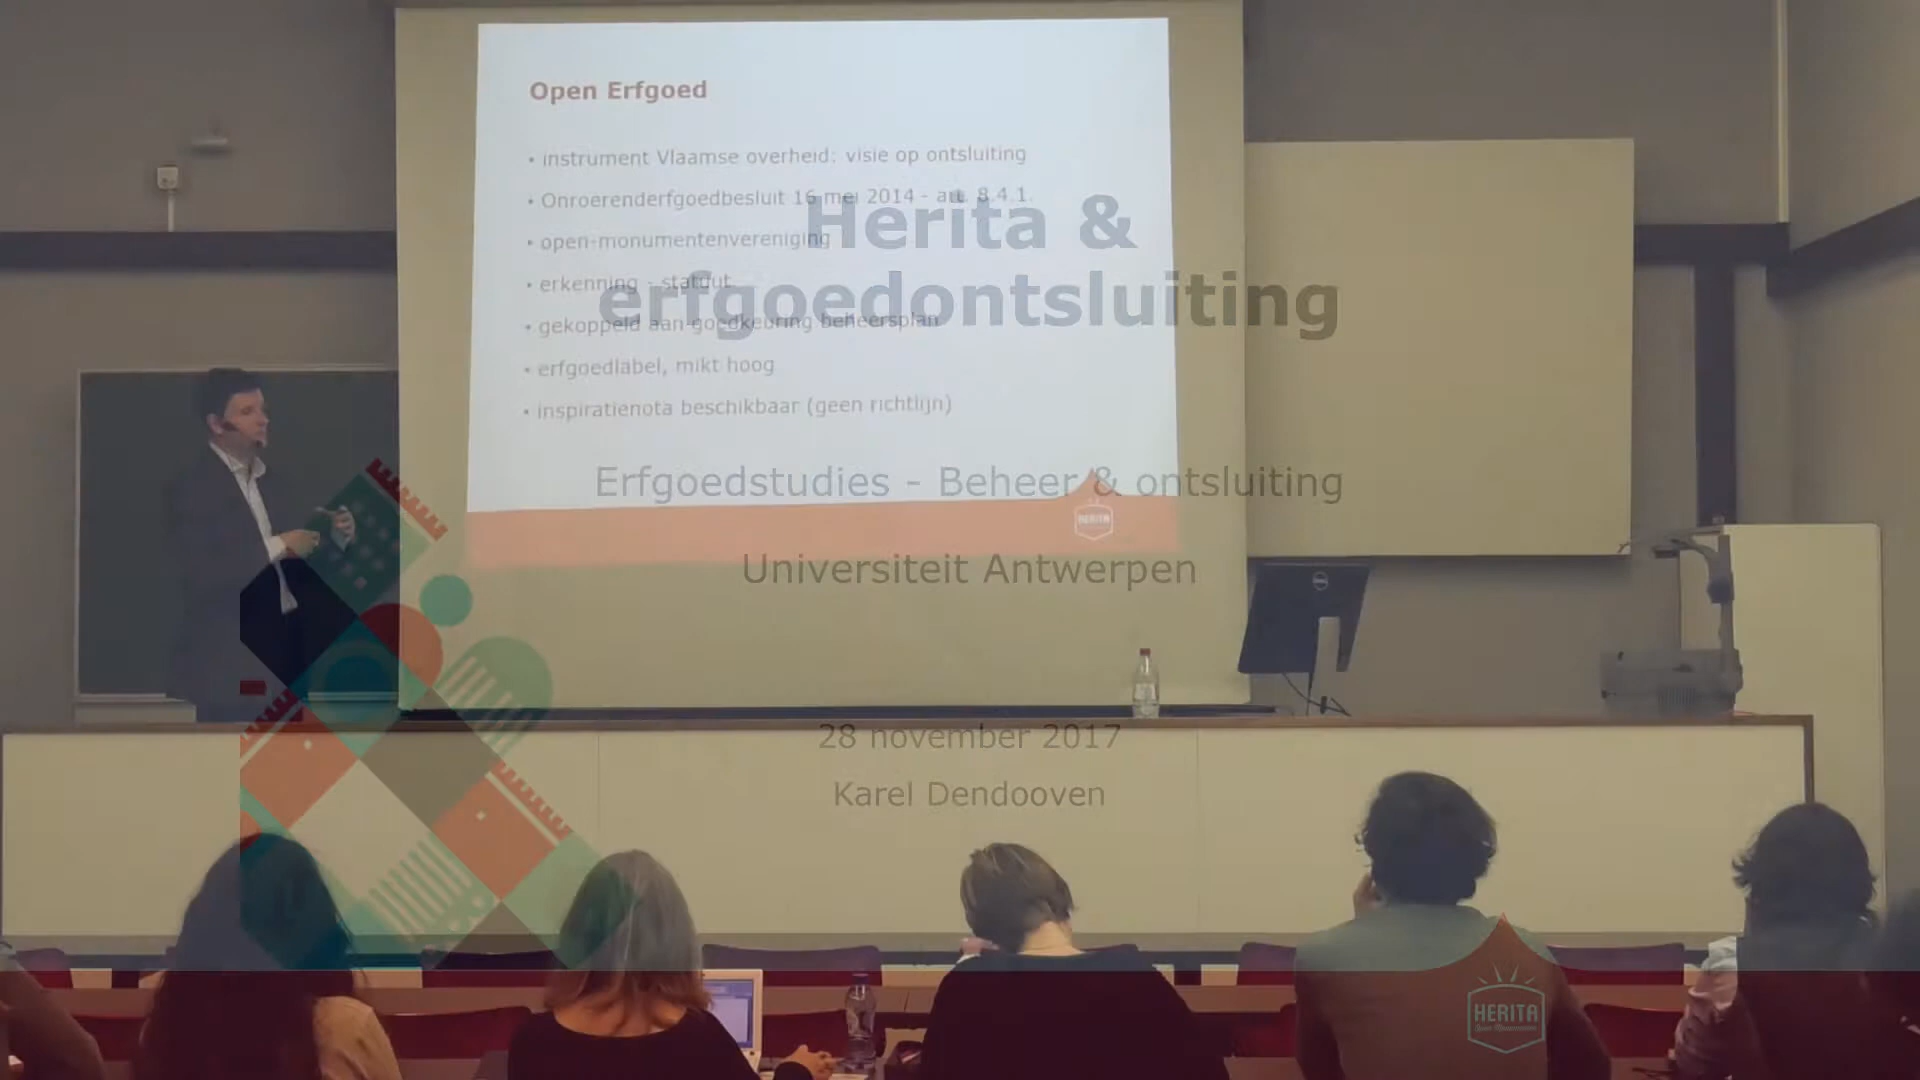 Open Erfgoed
• instrument Vlaamse overheid: visie op ontsluiting
• Onroerenderfgoedbesluit 16 mei 2014 - art. 8.4.1.
• open-monumentenvereniging
• erkenning - statuut
• gekoppeld aan goedkeuring beheersplan
• erfgoedlabel, mikt hoog
• inspiratienota beschikbaar (geen richtlijn)
HERITA
Herita &
erfgoedontsluiting
Erfgoedstudies - Beheer & ontsluiting
Universiteit Antwerpen
28 november 2017
Karel Dendooven
HERITA